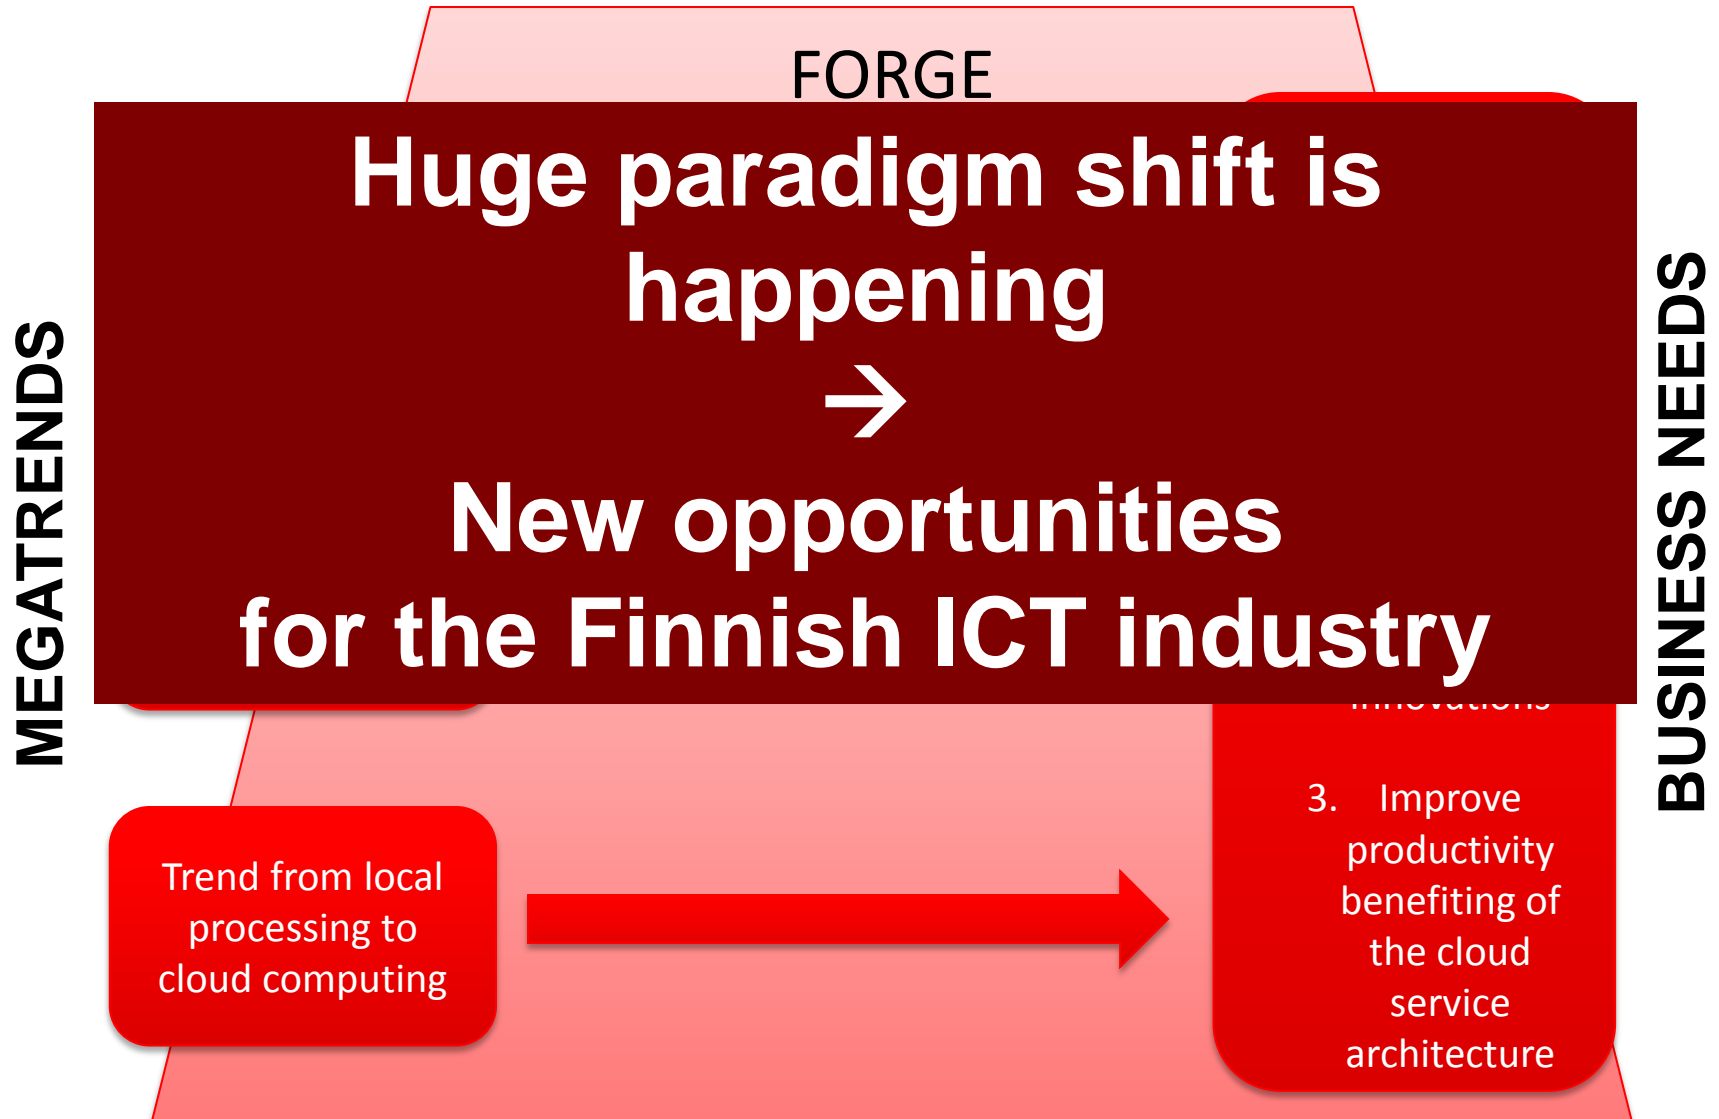 FORGE
Huge paradigm shift is
happening
→
New opportunities
for the Finnish ICT industry
MEGATRENDS
BUSINESS NEEDS
Trend from local
processing to
cloud computing
innovations
3. Improve
productivity
benefiting of
the cloud
service
architecture